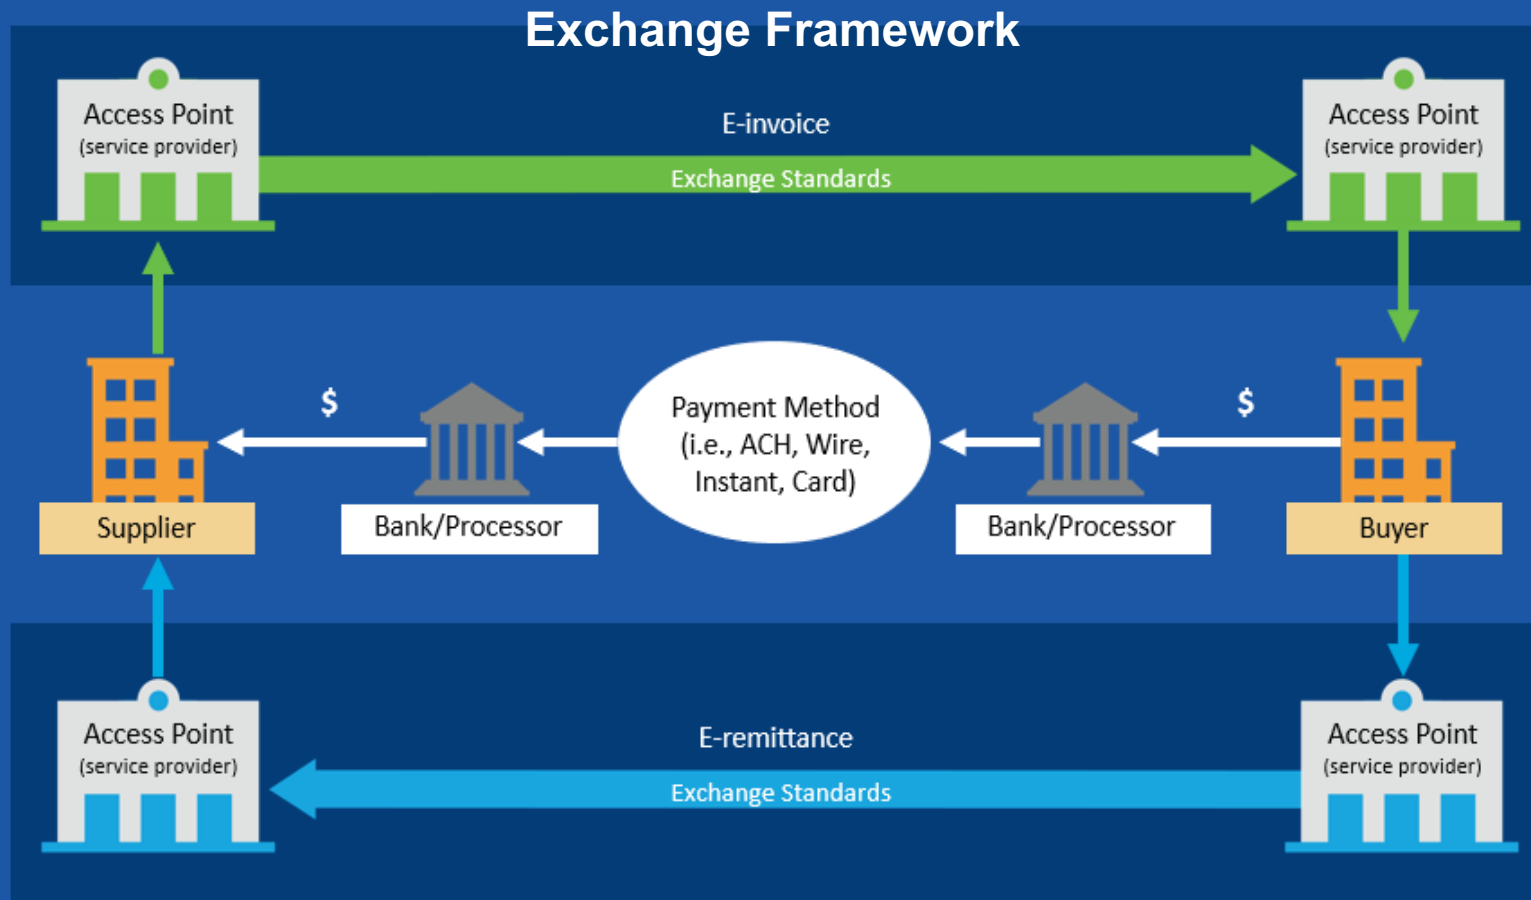 Exchange Framework
Access Point
(service provider)
E-invoice
Exchange Standards
Access Point
(service provider)
$
Payment Method
(i.e., ACH, Wire,
Instant, Card)
$
Supplier
Bank/Processor
Bank/Processor
Buyer
Access Point
(service provider)
E-remittance
Exchange Standards
Access Point
(service provider)